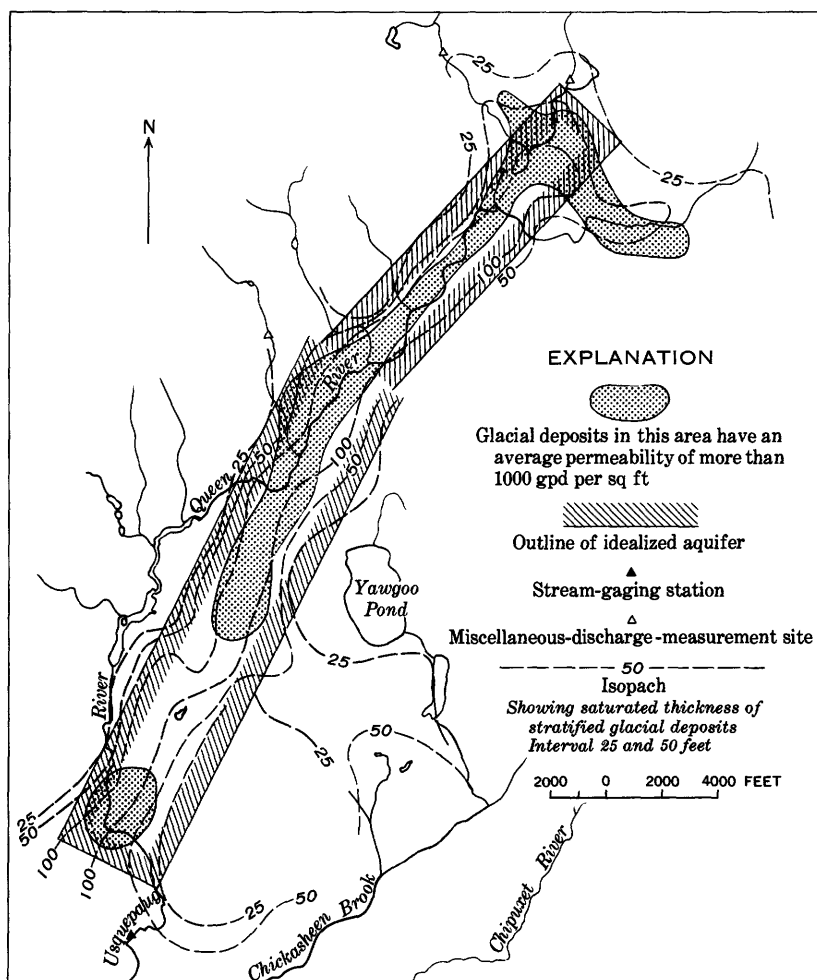 25
N
25
25
100
50
River
50
100
50
Queen 25
Yawgoo
Pond
25
River
50
25
25
50
100
100
50
25
Usquepaug
Chickasheen Brook
Chipuxet River
EXPLANATION
Glacial deposits in this area have an
average permeability of more than
1000 gpd per sq ft
Outline of idealized aquifer
Stream-gaging station
Miscellaneous-discharge-measurement site
50
Isopach
Showing saturated thickness of
stratified glacial deposits
Interval 25 and 50 feet
2000 0 2000 4000 FEET